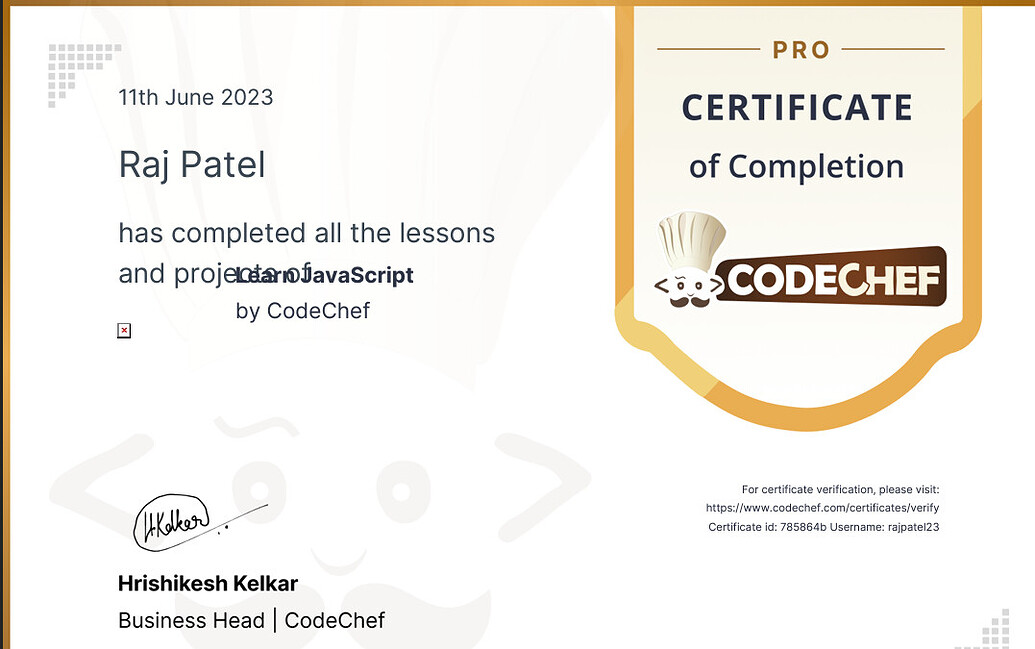 11th June 2023
Raj Patel
has completed all the lessons
and projects of
Learn JavaScript
by CodeChef
H.Kelkar
Hrishikesh Kelkar
Business Head | CodeChef
PRO
CERTIFICATE
of Completion
<CODECHEF>
For certificate verification, please visit:
https://www.codechef.com/certificates/verify
Certificate id: 785864b Username: rajpatel23